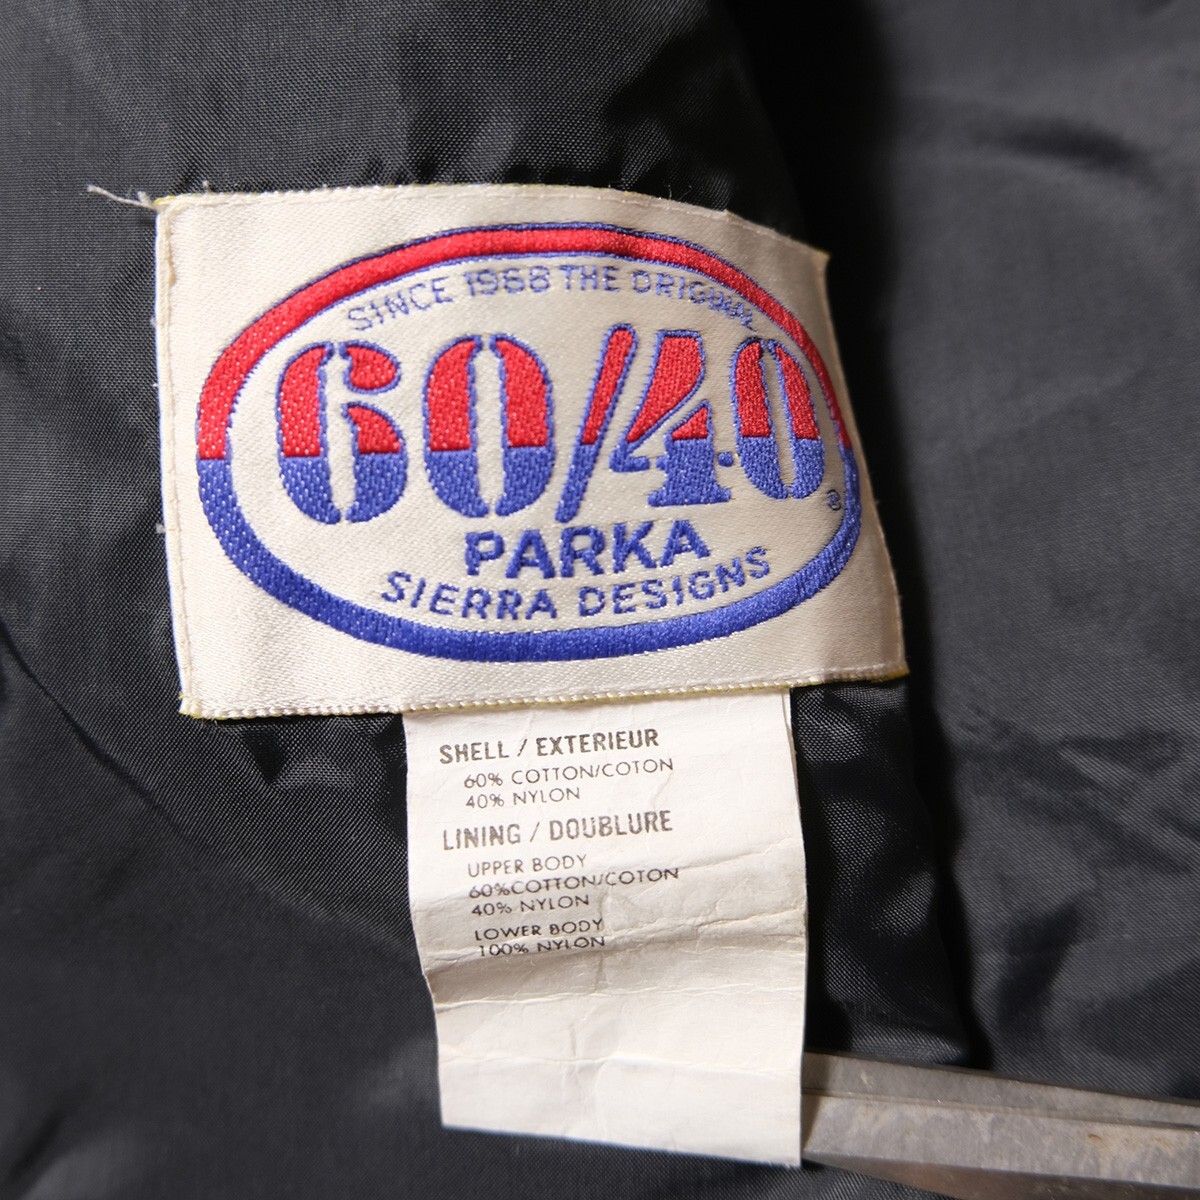 SINCE 1968 THE ORIGINAL
60/40
®
PARKA
SIERRA DESIGNS
SHELL / EXTERIEUR
60% COTTON/COTON
40% NYLON
LINING / DOUBLURE
UPPER BODY
60%COTTON/COTON
40% NYLON
LOWER BODY
100% NYLON